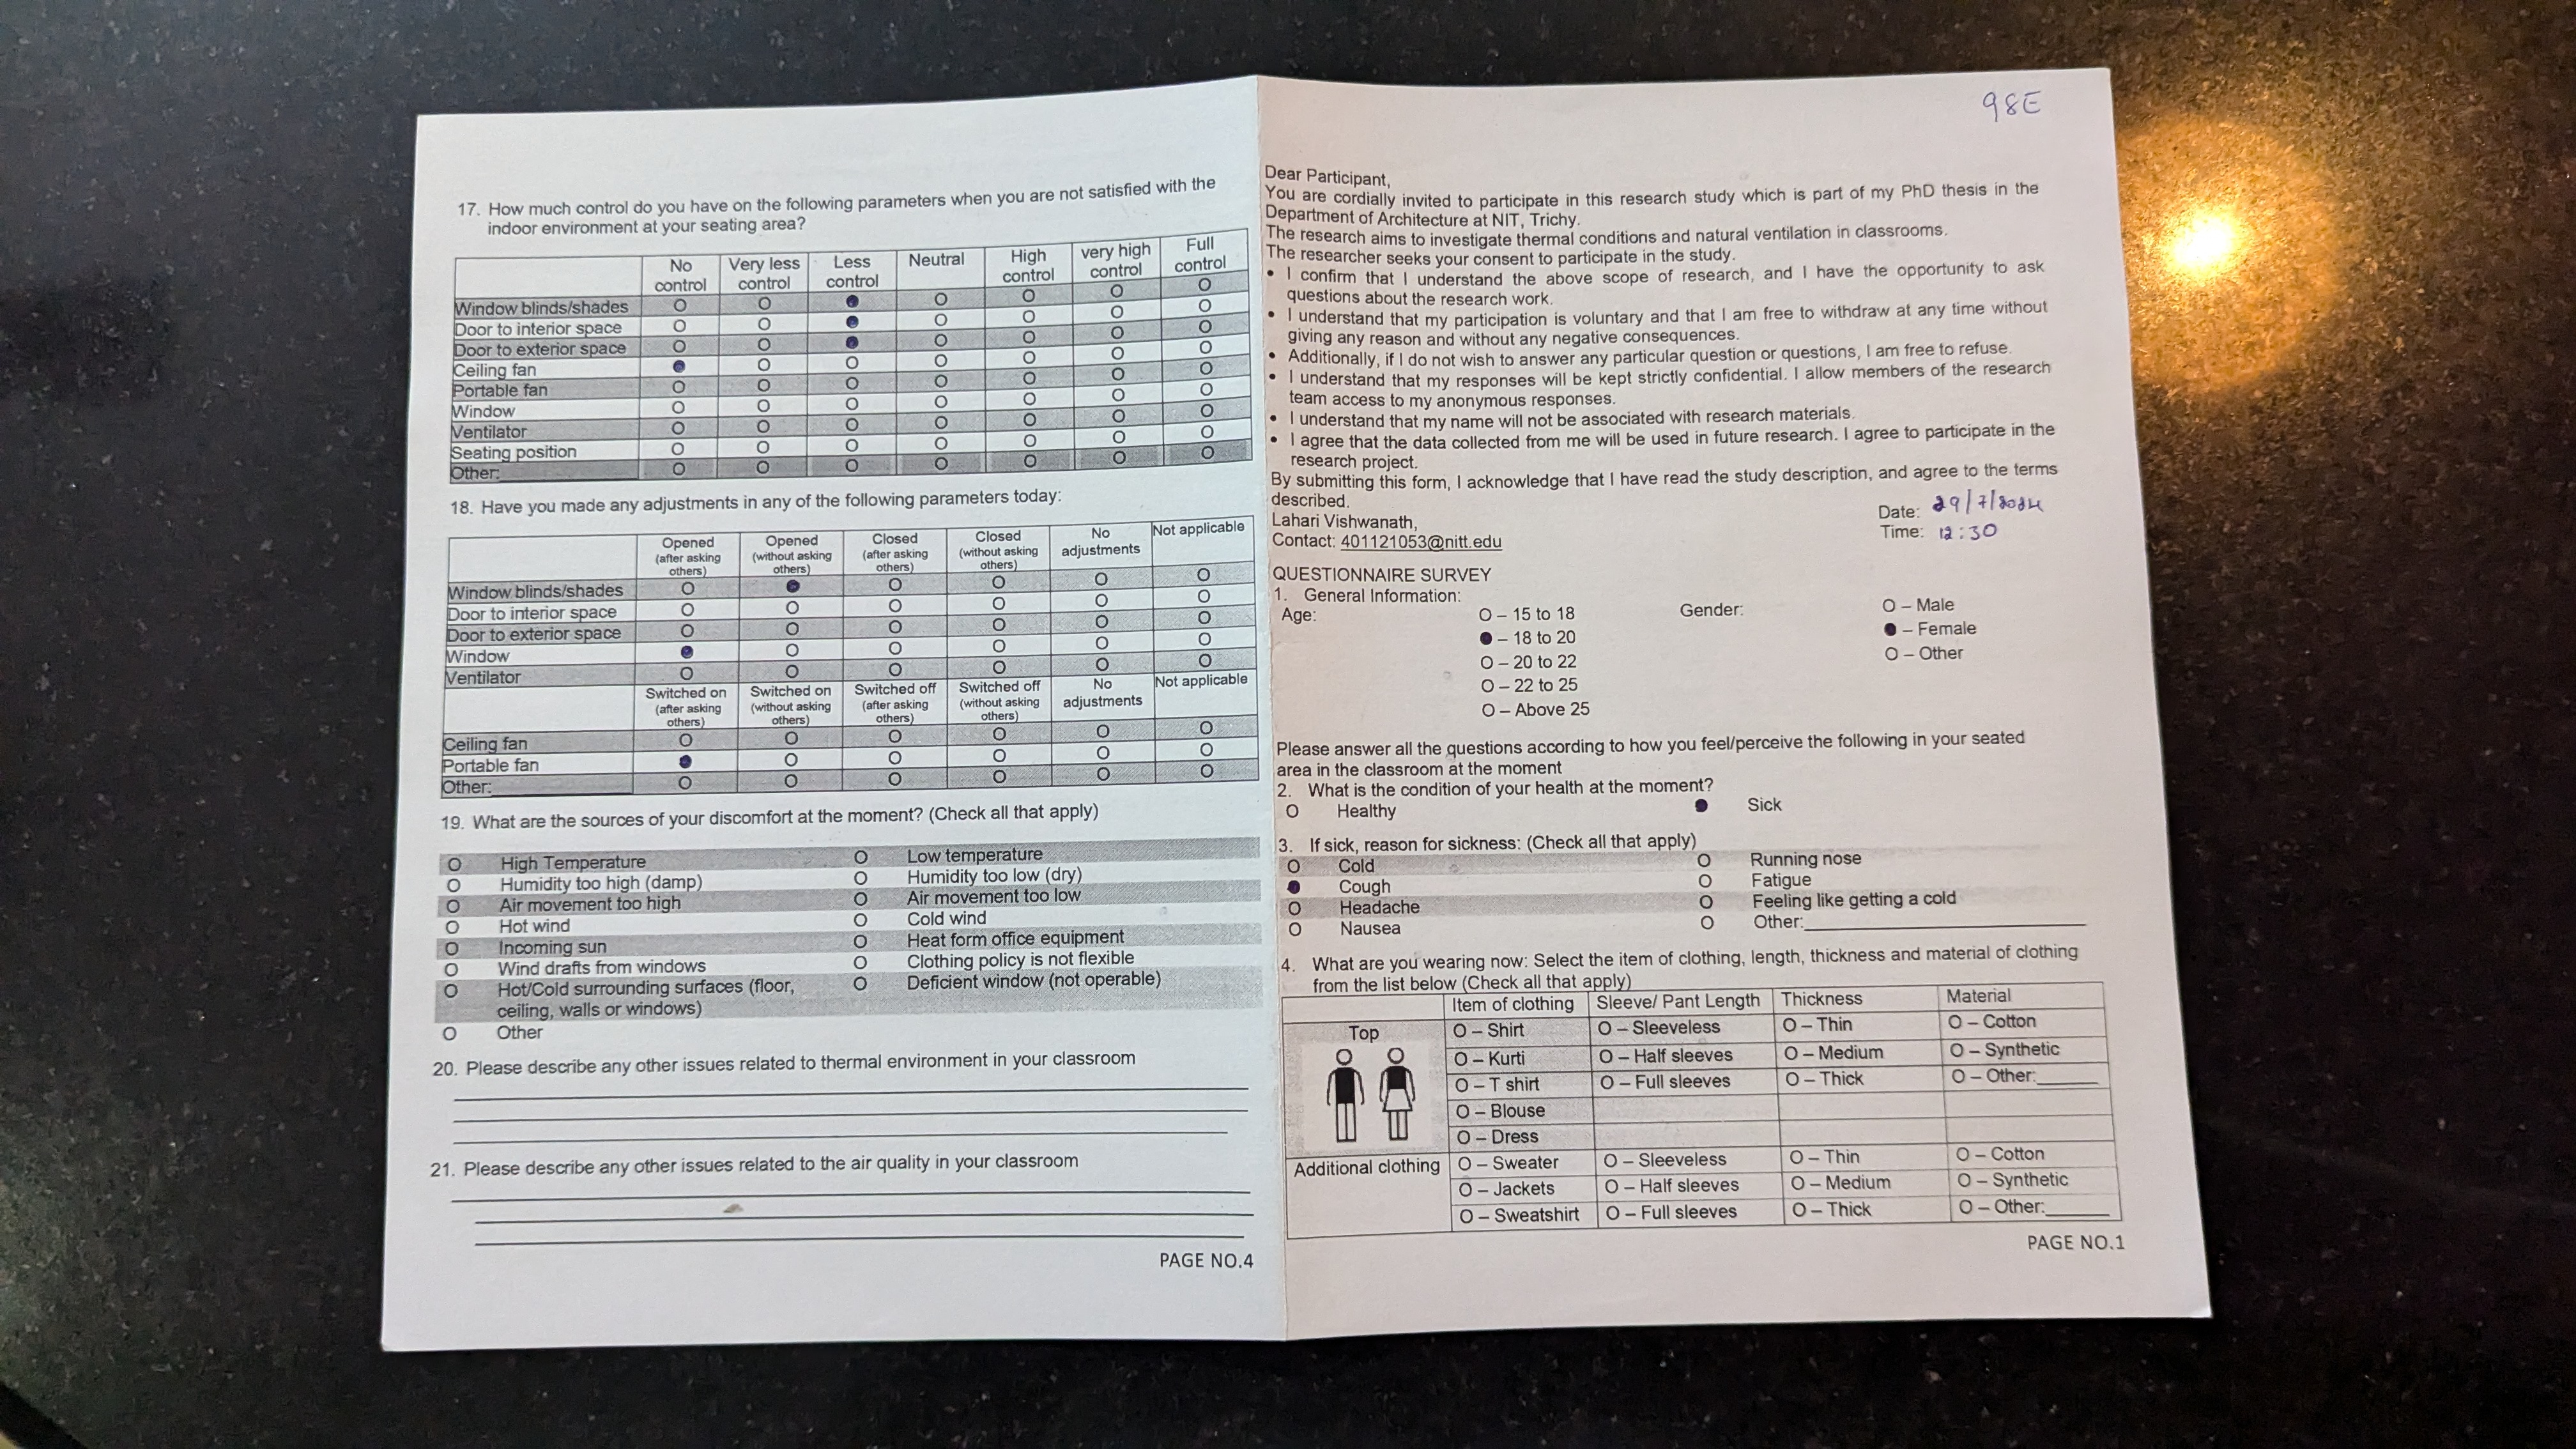 17. How much control do you have on the following parameters when you are not satisfied with the
indoor environment at your seating area?
No control Very less control Less control Neutral High control very high control Full control
Window blinds/shades O O ● O O O O
Door to interior space O O ● O O O O
Door to exterior space O O ● O O O O
Ceiling fan ● O O O O O O
Portable fan O O O O O O O
Window O O O O O O O
Ventilator O O O O O O O
Seating position O O O O O O O
Other: O O O O O O O
18. Have you made any adjustments in any of the following parameters today:
Opened (after asking others) Opened (without asking others) Closed (after asking others) Closed (without asking others) No adjustments Not applicable
Window blinds/shades O ● O O O O
Door to interior space O O O O O O
Door to exterior space O O O O O O
Window ● O O O O O
Ventilator O O O O O O
Switched on (after asking others) Switched on (without asking others) Switched off (after asking others) Switched off (without asking others) No adjustments Not applicable
Ceiling fan O O O O O O
Portable fan ● O O O O O
Other: O O O O O O
19. What are the sources of your discomfort at the moment? (Check all that apply)
O High Temperature O Low temperature
O Humidity too high (damp) O Humidity too low (dry)
O Air movement too high O Air movement too low
O Hot wind O Cold wind
O Incoming sun O Heat form office equipment
O Wind drafts from windows O Clothing policy is not flexible
O Hot/Cold surrounding surfaces (floor, O Deficient window (not operable)
ceiling, walls or windows)
O Other
20. Please describe any other issues related to thermal environment in your classroom
21. Please describe any other issues related to the air quality in your classroom
PAGE NO.4
98E
Dear Participant,
You are cordially invited to participate in this research study which is part of my PhD thesis in the
Department of Architecture at NIT, Trichy.
The research aims to investigate thermal conditions and natural ventilation in classrooms.
The researcher seeks your consent to participate in the study.
• I confirm that I understand the above scope of research, and I have the opportunity to ask
questions about the research work.
• I understand that my participation is voluntary and that I am free to withdraw at any time without
giving any reason and without any negative consequences.
• Additionally, if I do not wish to answer any particular question or questions, I am free to refuse.
• I understand that my responses will be kept strictly confidential. I allow members of the research
team access to my anonymous responses.
• I understand that my name will not be associated with research materials.
• I agree that the data collected from me will be used in future research. I agree to participate in the
research project.
By submitting this form, I acknowledge that I have read the study description, and agree to the terms
described.
Date: 29/7/2024
Lahari Vishwanath,
Time: 12:30
Contact: 401121053@nitt.edu
QUESTIONNAIRE SURVEY
1. General Information:
Age: O – 15 to 18 Gender: O – Male
● – 18 to 20 ● – Female
O – 20 to 22 O – Other
O – 22 to 25
O – Above 25
Please answer all the questions according to how you feel/perceive the following in your seated
area in the classroom at the moment
2. What is the condition of your health at the moment?
O Healthy ● Sick
3. If sick, reason for sickness: (Check all that apply)
O Cold O Running nose
● Cough O Fatigue
O Headache O Feeling like getting a cold
O Nausea O Other:
4. What are you wearing now: Select the item of clothing, length, thickness and material of clothing
from the list below (Check all that apply)
Item of clothing Sleeve/ Pant Length Thickness Material
Top O – Shirt O – Sleeveless O – Thin O – Cotton
O – Kurti O – Half sleeves O – Medium O – Synthetic
O – T shirt O – Full sleeves O – Thick O – Other:
O – Blouse
O – Dress
Additional clothing O – Sweater O – Sleeveless O – Thin O – Cotton
O – Jackets O – Half sleeves O – Medium O – Synthetic
O – Sweatshirt O – Full sleeves O – Thick O – Other:
PAGE NO.1